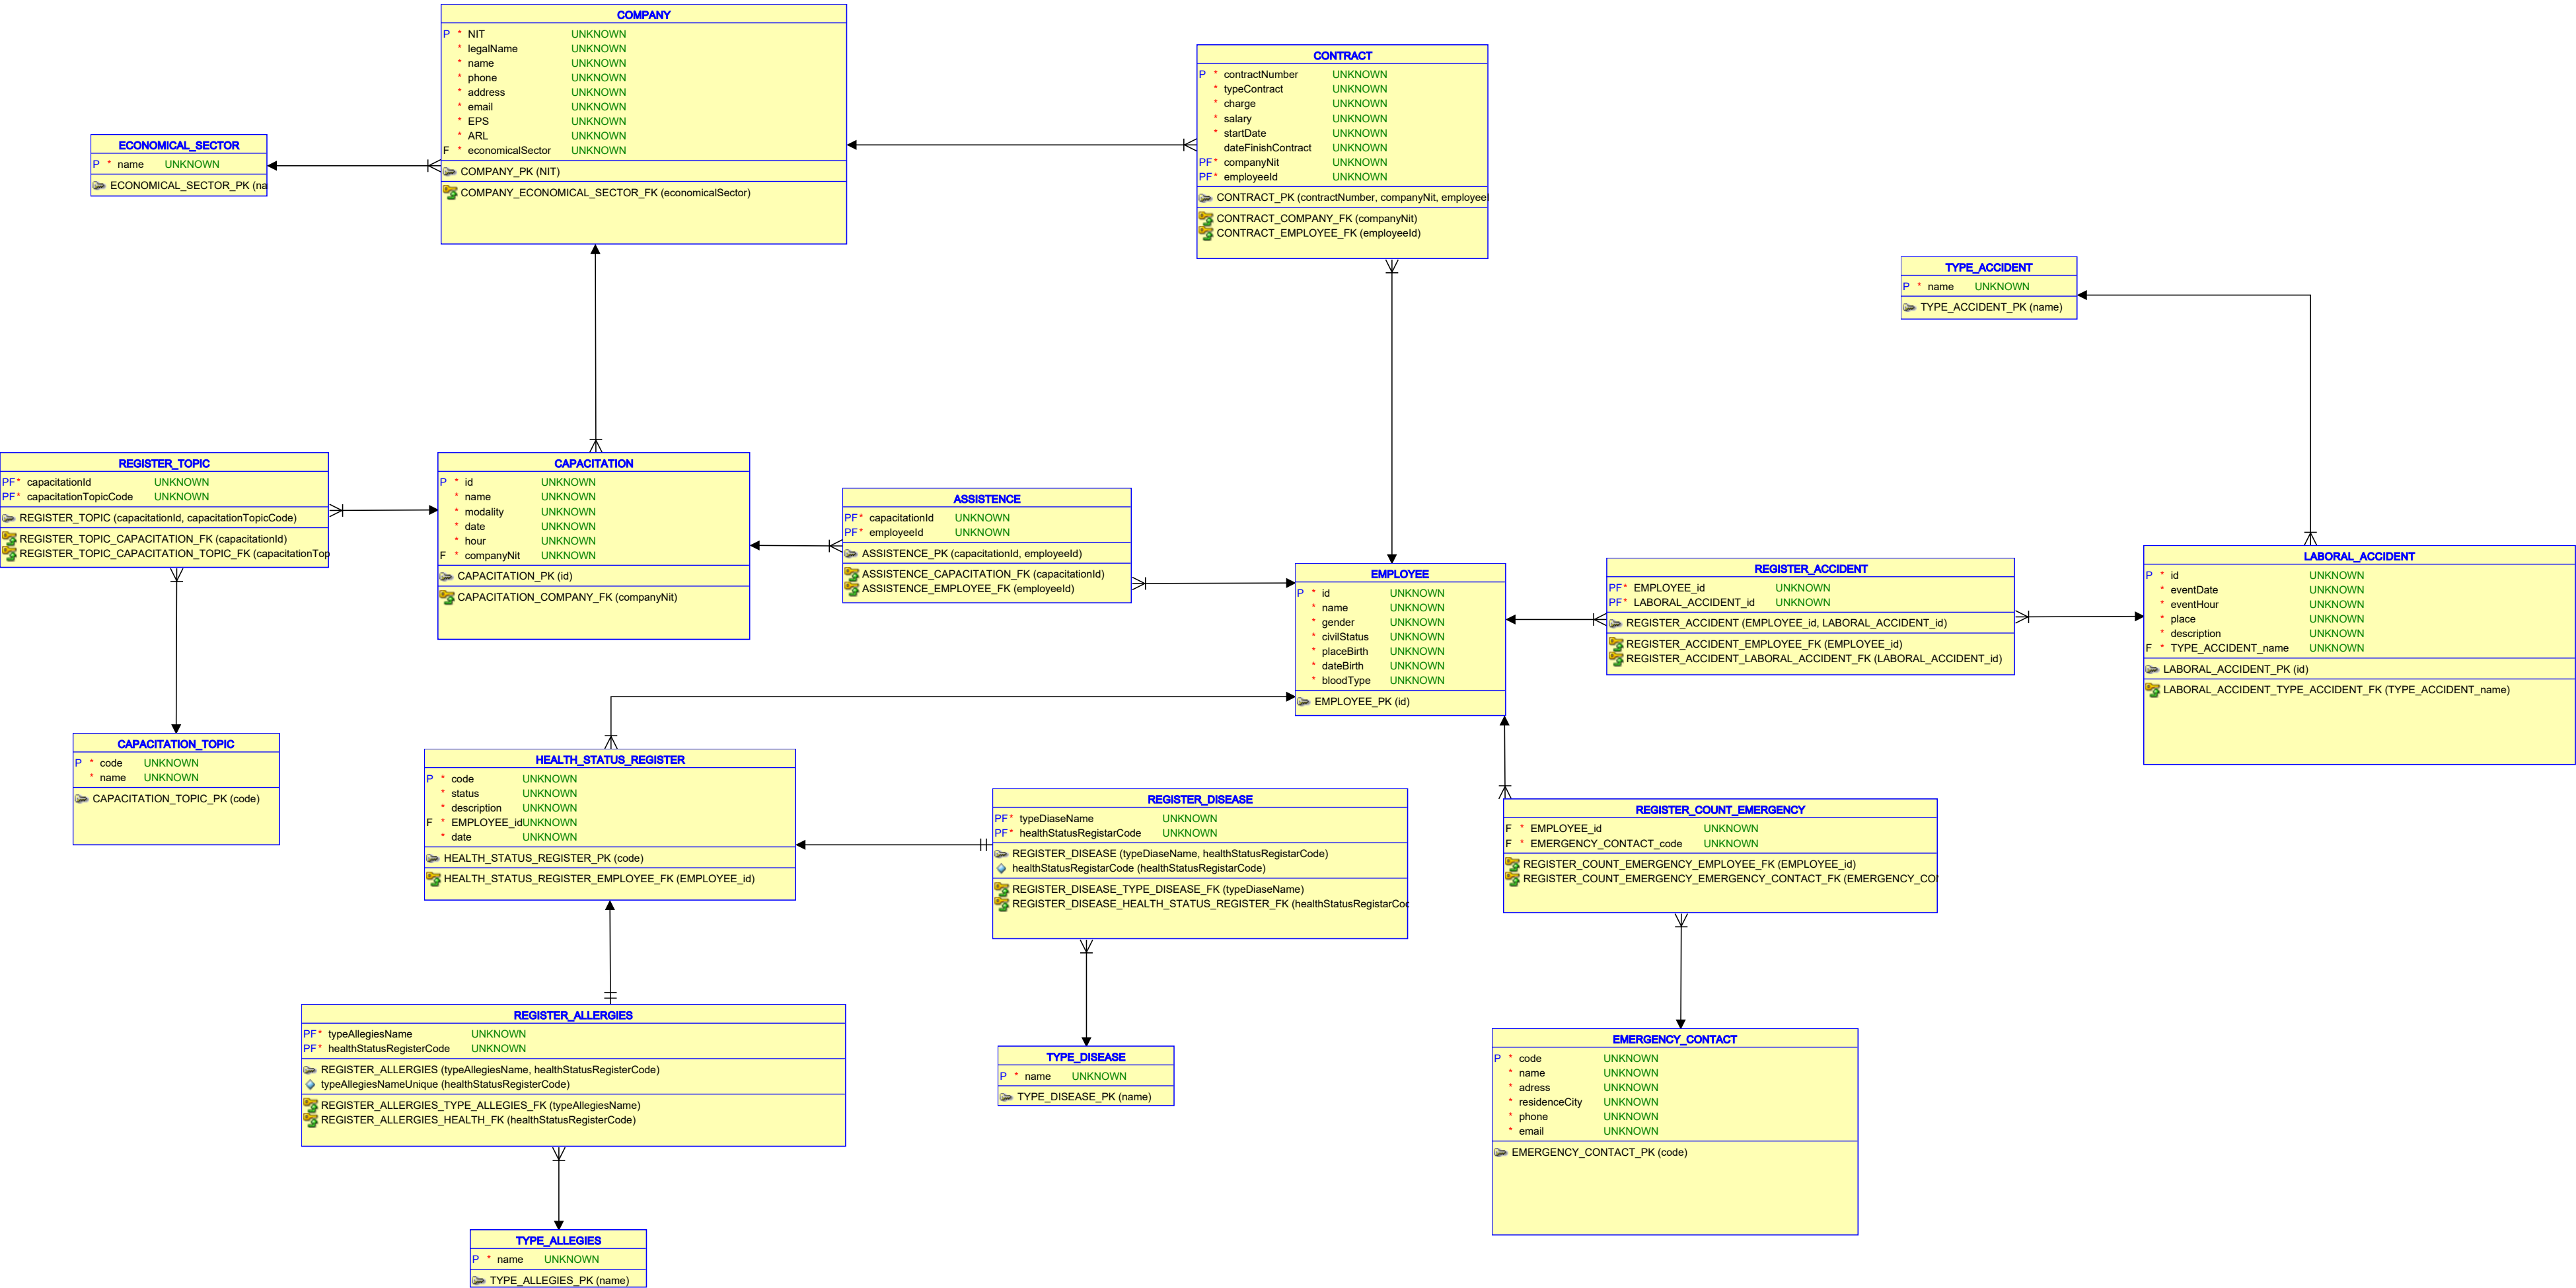 COMPANY
P * NIT UNKNOWN
* legalName UNKNOWN
* name UNKNOWN
* phone UNKNOWN
* address UNKNOWN
* email UNKNOWN
* EPS UNKNOWN
* ARL UNKNOWN
F * economicalSector UNKNOWN
COMPANY_PK (NIT)
COMPANY_ECONOMICAL_SECTOR_FK (economicalSector)
CONTRACT
P * contractNumber UNKNOWN
* typeContract UNKNOWN
* charge UNKNOWN
* salary UNKNOWN
* startDate UNKNOWN
dateFinishContract UNKNOWN
PF* companyNit UNKNOWN
PF* employeeId UNKNOWN
CONTRACT_PK (contractNumber, companyNit, employeeI
CONTRACT_COMPANY_FK (companyNit)
CONTRACT_EMPLOYEE_FK (employeeId)
ECONOMICAL_SECTOR
P * name UNKNOWN
ECONOMICAL_SECTOR_PK (na
TYPE_ACCIDENT
P * name UNKNOWN
TYPE_ACCIDENT_PK (name)
REGISTER_TOPIC
PF* capacitationId UNKNOWN
PF* capacitationTopicCode UNKNOWN
REGISTER_TOPIC (capacitationId, capacitationTopicCode)
REGISTER_TOPIC_CAPACITATION_FK (capacitationId)
REGISTER_TOPIC_CAPACITATION_TOPIC_FK (capacitationTop
CAPACITATION
P * id UNKNOWN
* name UNKNOWN
* modality UNKNOWN
* date UNKNOWN
* hour UNKNOWN
F * companyNit UNKNOWN
CAPACITATION_PK (id)
CAPACITATION_COMPANY_FK (companyNit)
ASSISTENCE
PF* capacitationId UNKNOWN
PF* employeeId UNKNOWN
ASSISTENCE_PK (capacitationId, employeeId)
ASSISTENCE_CAPACITATION_FK (capacitationId)
ASSISTENCE_EMPLOYEE_FK (employeeId)
EMPLOYEE
P * id UNKNOWN
* name UNKNOWN
* gender UNKNOWN
* civilStatus UNKNOWN
* placeBirth UNKNOWN
* dateBirth UNKNOWN
* bloodType UNKNOWN
EMPLOYEE_PK (id)
REGISTER_ACCIDENT
PF* EMPLOYEE_id UNKNOWN
PF* LABORAL_ACCIDENT_id UNKNOWN
REGISTER_ACCIDENT (EMPLOYEE_id, LABORAL_ACCIDENT_id)
REGISTER_ACCIDENT_EMPLOYEE_FK (EMPLOYEE_id)
REGISTER_ACCIDENT_LABORAL_ACCIDENT_FK (LABORAL_ACCIDENT_id)
LABORAL_ACCIDENT
P * id UNKNOWN
* eventDate UNKNOWN
* eventHour UNKNOWN
* place UNKNOWN
* description UNKNOWN
F * TYPE_ACCIDENT_name UNKNOWN
LABORAL_ACCIDENT_PK (id)
LABORAL_ACCIDENT_TYPE_ACCIDENT_FK (TYPE_ACCIDENT_name)
CAPACITATION_TOPIC
P * code UNKNOWN
* name UNKNOWN
CAPACITATION_TOPIC_PK (code)
HEALTH_STATUS_REGISTER
P * code UNKNOWN
* status UNKNOWN
* description UNKNOWN
F * EMPLOYEE_idUNKNOWN
* date UNKNOWN
HEALTH_STATUS_REGISTER_PK (code)
HEALTH_STATUS_REGISTER_EMPLOYEE_FK (EMPLOYEE_id)
REGISTER_DISEASE
PF* typeDiaseName UNKNOWN
PF* healthStatusRegistarCode UNKNOWN
REGISTER_DISEASE (typeDiaseName, healthStatusRegistarCode)
healthStatusRegistarCode (healthStatusRegistarCode)
REGISTER_DISEASE_TYPE_DISEASE_FK (typeDiaseName)
REGISTER_DISEASE_HEALTH_STATUS_REGISTER_FK (healthStatusRegistarCod
REGISTER_COUNT_EMERGENCY
F * EMPLOYEE_id UNKNOWN
F * EMERGENCY_CONTACT_code UNKNOWN
REGISTER_COUNT_EMERGENCY_EMPLOYEE_FK (EMPLOYEE_id)
REGISTER_COUNT_EMERGENCY_EMERGENCY_CONTACT_FK (EMERGENCY_CON
REGISTER_ALLERGIES
PF* typeAllegiesName UNKNOWN
PF* healthStatusRegisterCode UNKNOWN
REGISTER_ALLERGIES (typeAllegiesName, healthStatusRegisterCode)
typeAllegiesNameUnique (healthStatusRegisterCode)
REGISTER_ALLERGIES_TYPE_ALLEGIES_FK (typeAllegiesName)
REGISTER_ALLERGIES_HEALTH_FK (healthStatusRegisterCode)
TYPE_DISEASE
P * name UNKNOWN
TYPE_DISEASE_PK (name)
EMERGENCY_CONTACT
P * code UNKNOWN
* name UNKNOWN
* adress UNKNOWN
* residenceCity UNKNOWN
* phone UNKNOWN
* email UNKNOWN
EMERGENCY_CONTACT_PK (code)
TYPE_ALLEGIES
P * name UNKNOWN
TYPE_ALLEGIES_PK (name)